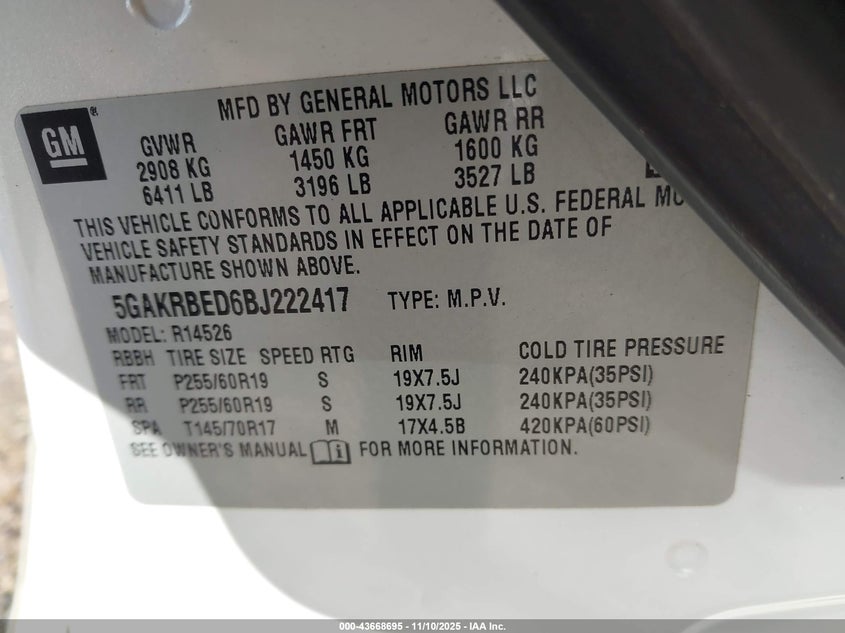 MFD BY GENERAL MOTORS LLC
GM®
GVWR GAWR FRT GAWR RR
2908 KG 1450 KG 1600 KG
6411 LB 3196 LB 3527 LB
THIS VEHICLE CONFORMS TO ALL APPLICABLE U.S. FEDERAL
VEHICLE SAFETY STANDARDS IN EFFECT ON THE DATE OF
MANUFACTURE SHOWN ABOVE.
5GAKRBED6BJ222417 TYPE: M.P.V.
MODEL: R14526
RBBH TIRE SIZE SPEED RTG RIM COLD TIRE PRESSURE
FRT P255/60R19 S 19X7.5J 240KPA(35PSI)
RR P255/60R19 S 19X7.5J 240KPA(35PSI)
SPA T145/70R17 M 17X4.5B 420KPA(60PSI)
SEE OWNER'S MANUAL i FOR MORE INFORMATION.
000-43668695 - 11/10/2025 - IAA Inc.